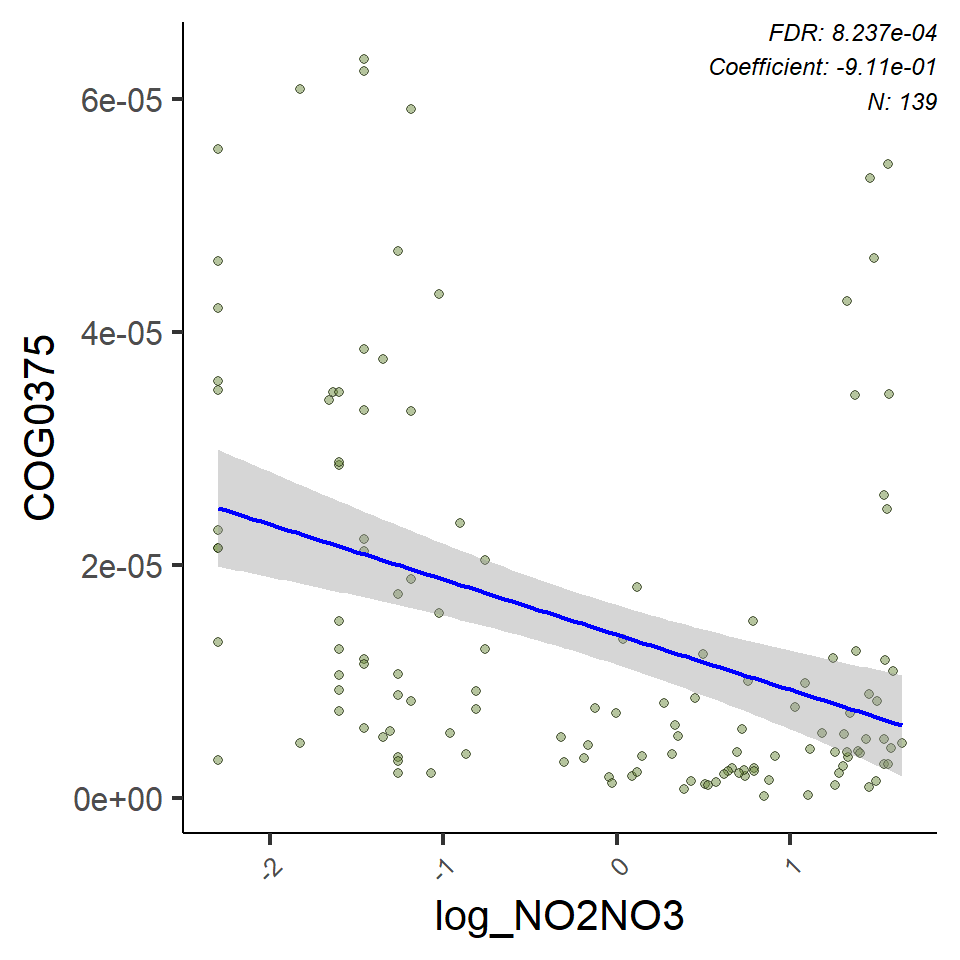 FDR: 8.237e-04
Coefficient: -9.11e-01
N: 139
6e-05
4e-05
2e-05
0e+00
COG0375
-2
-1
0
1
log_NO2NO3